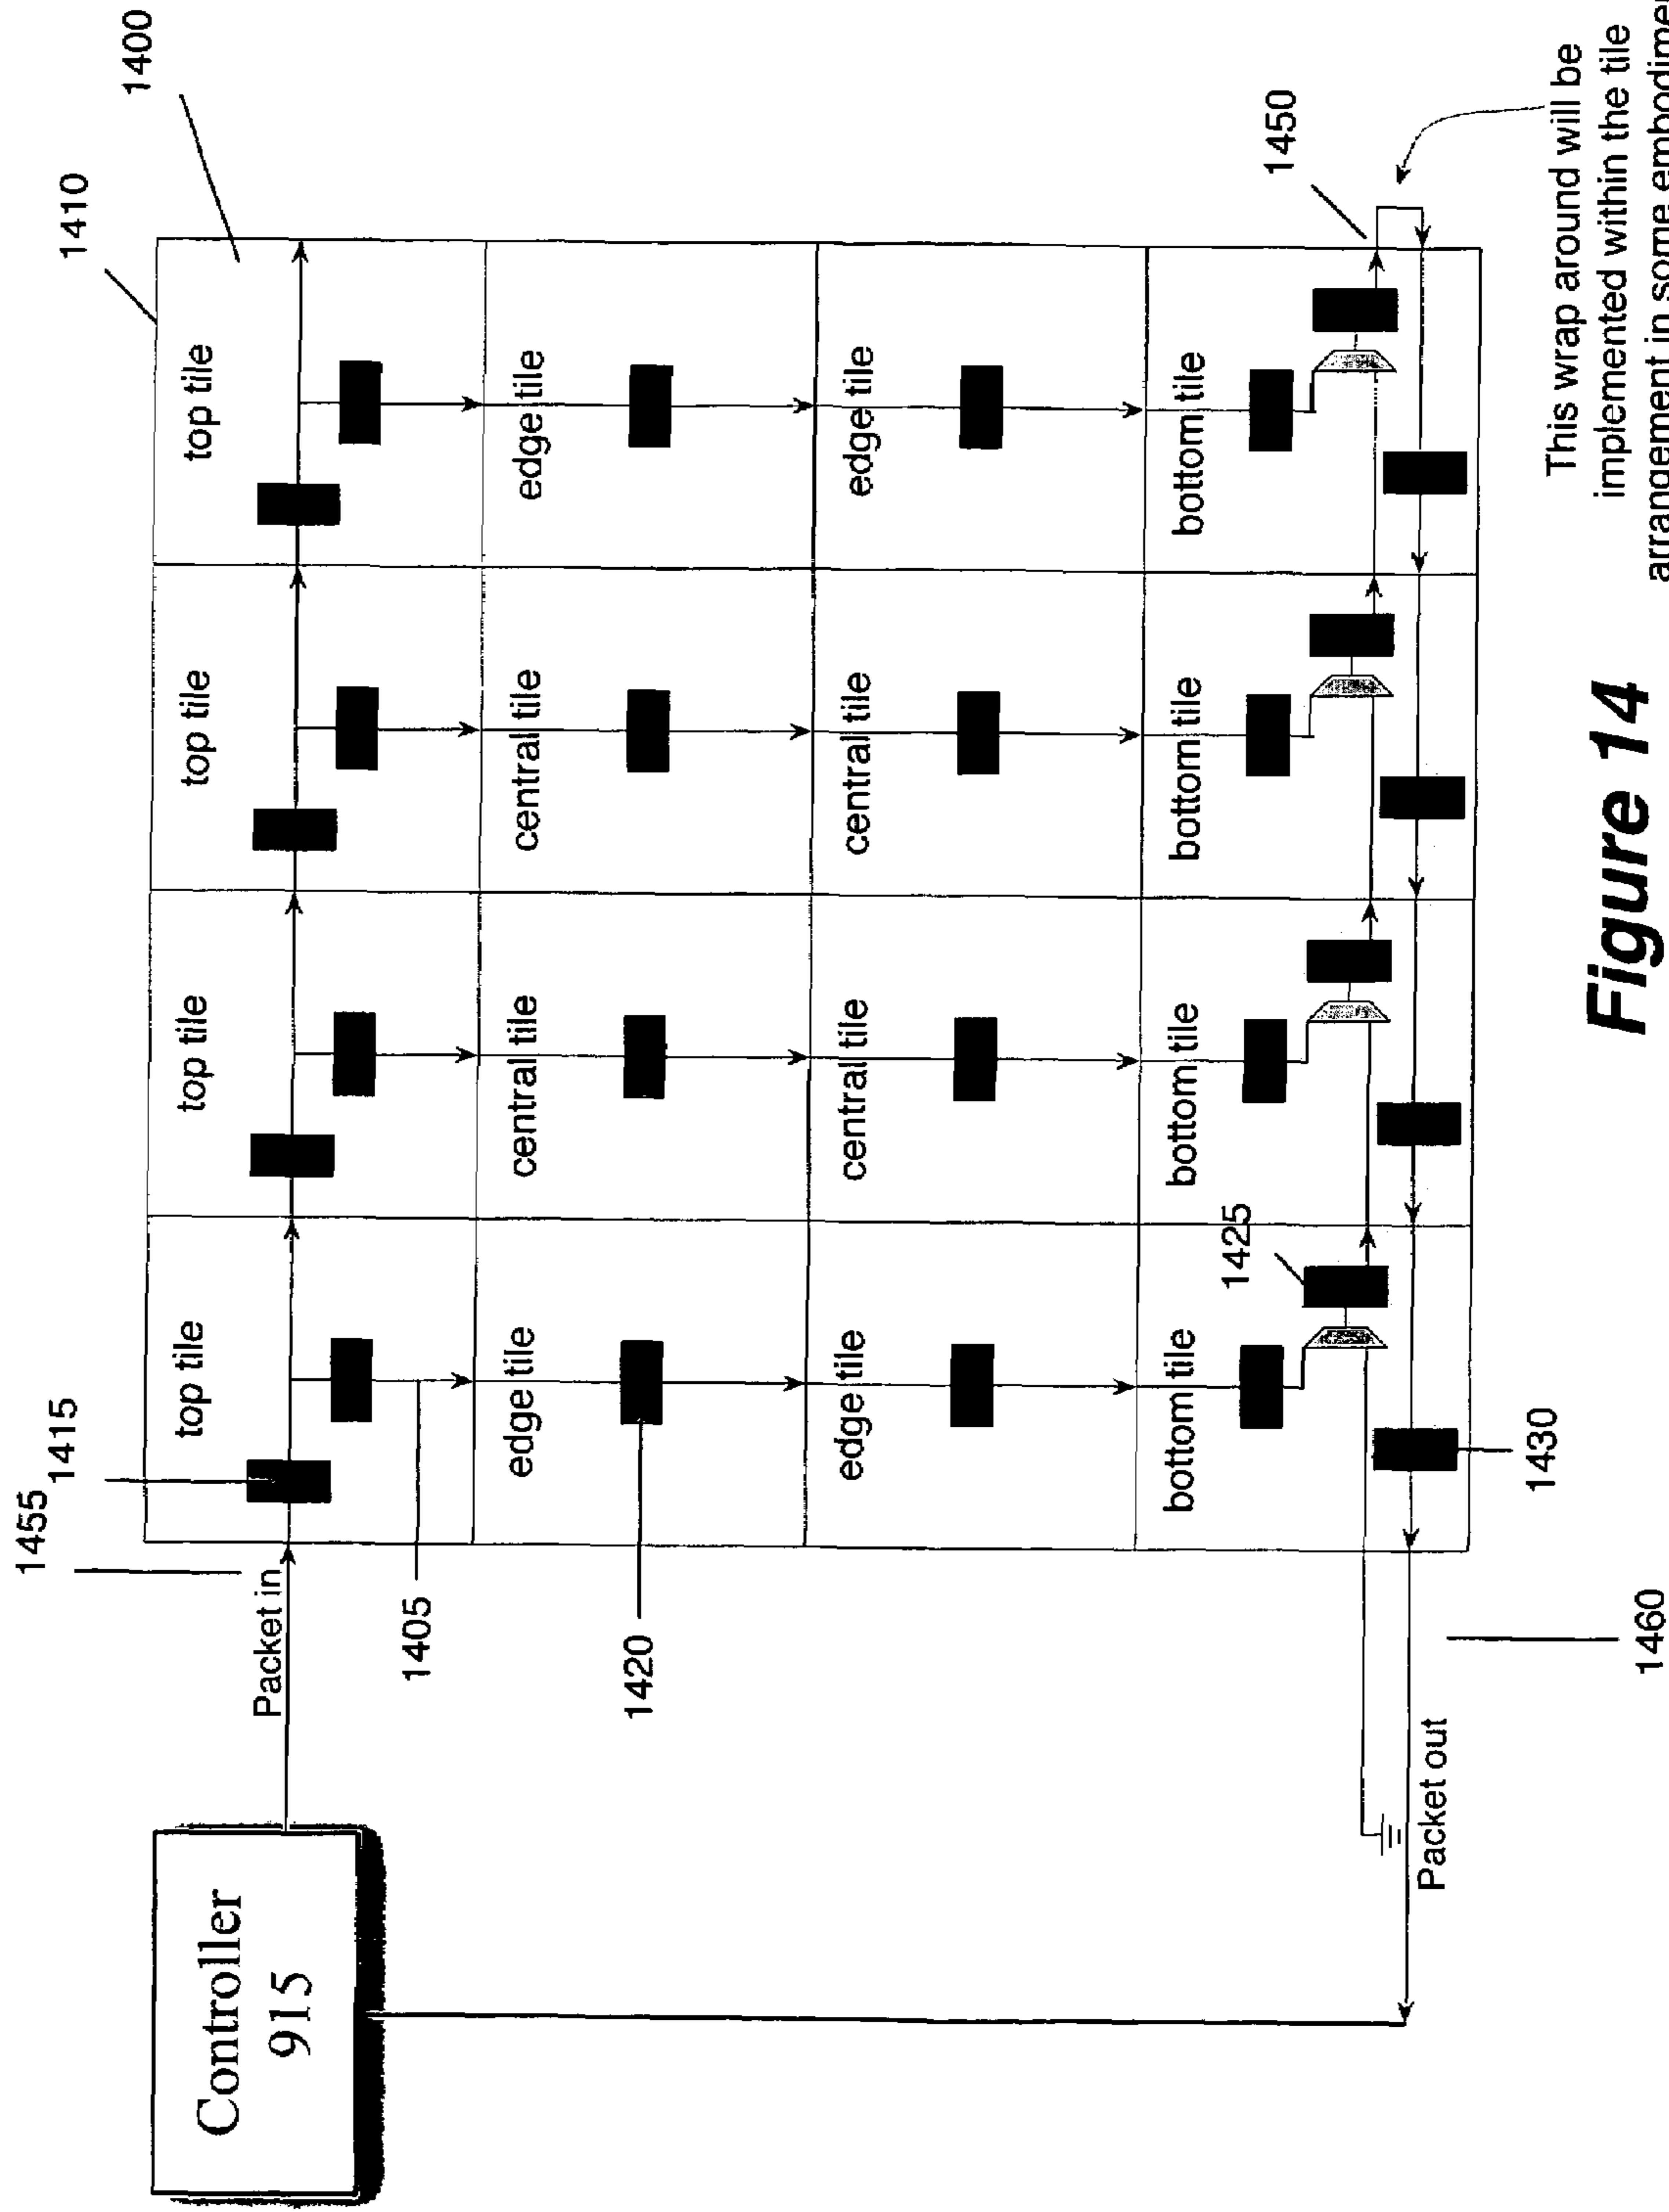 1400
1410
1455
1415
Controller
915
Packet in
top tile
top tile
top tile
top tile
1405
edge tile
central tile
central tile
edge tile
1420
edge tile
central tile
central tile
edge tile
bottom tile
bottom tile
bottom tile
bottom tile
1425
1450
Packet out
1460
1430
This wrap around will be
implemented within the tile
arrangement in some
Figure 14